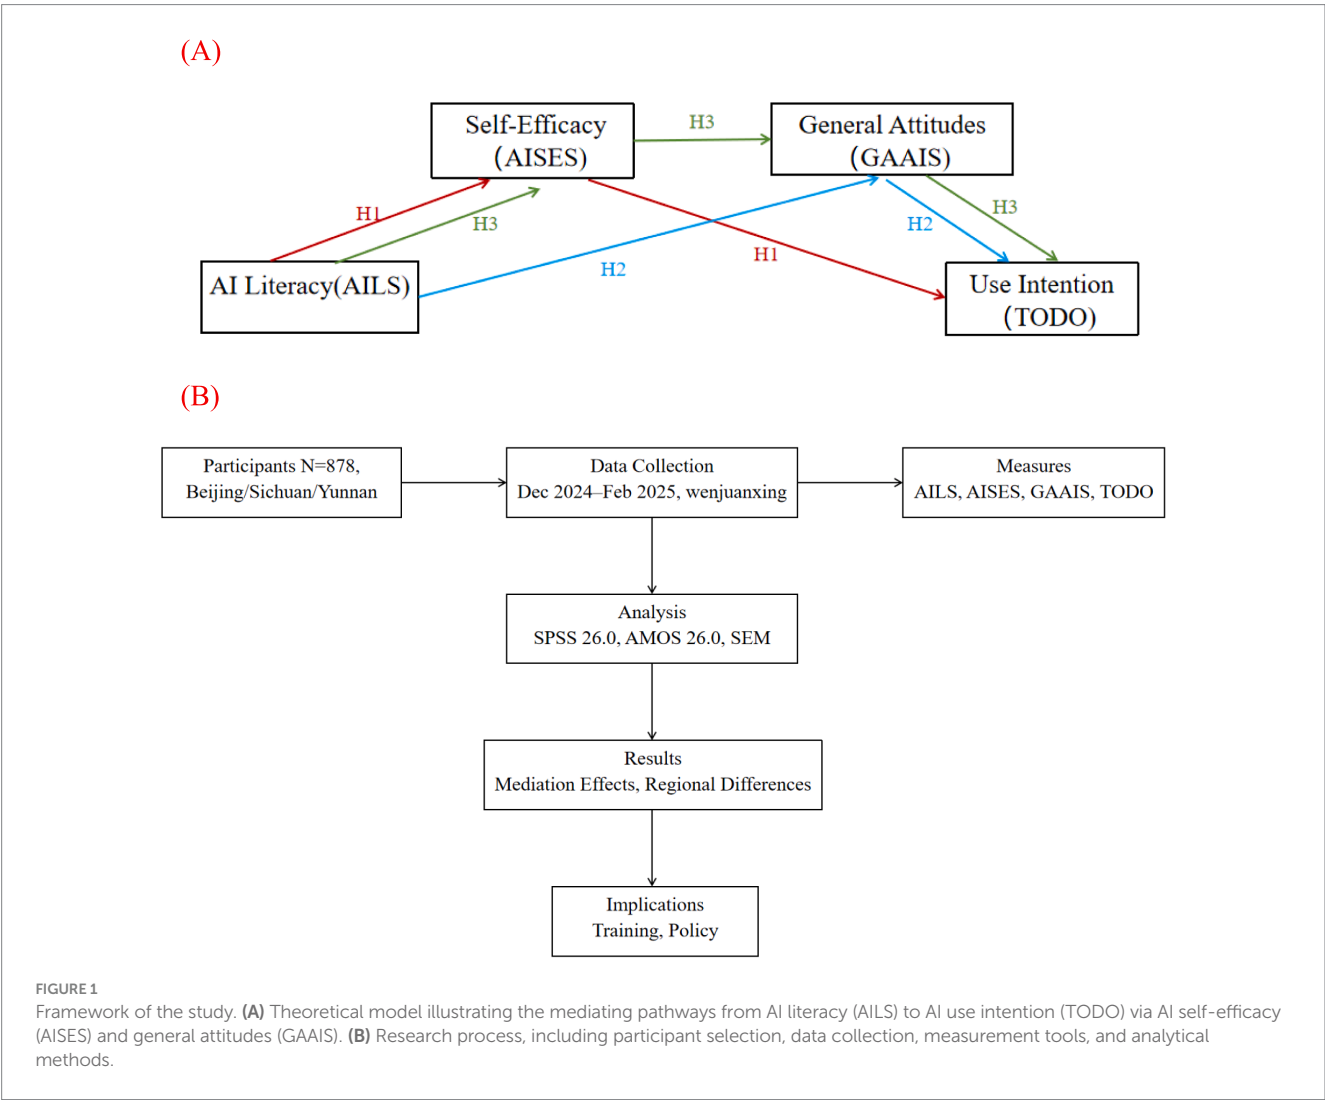 (A)
Self-Efficacy
(AISES)
H3
General Attitudes
(GAAIS)
H1
H3
H2
H1
H2
H3
AI Literacy(AILS)
Use Intention
(TODO)
(B)
Participants N=878,
Beijing/Sichuan/Yunnan
Data Collection
Dec 2024–Feb 2025, wenjuanxing
Measures
AILS, AISES, GAAIS, TODO
Analysis
SPSS 26.0, AMOS 26.0, SEM
Results
Mediation Effects, Regional Differences
Implications
Training, Policy
FIGURE 1
Framework of the study. (A) Theoretical model illustrating the mediating pathways from AI literacy (AILS) to AI use intention (TODO) via AI self-efficacy
(AISES) and general attitudes (GAAIS). (B) Research process, including participant selection, data collection, measurement tools, and analytical
methods.